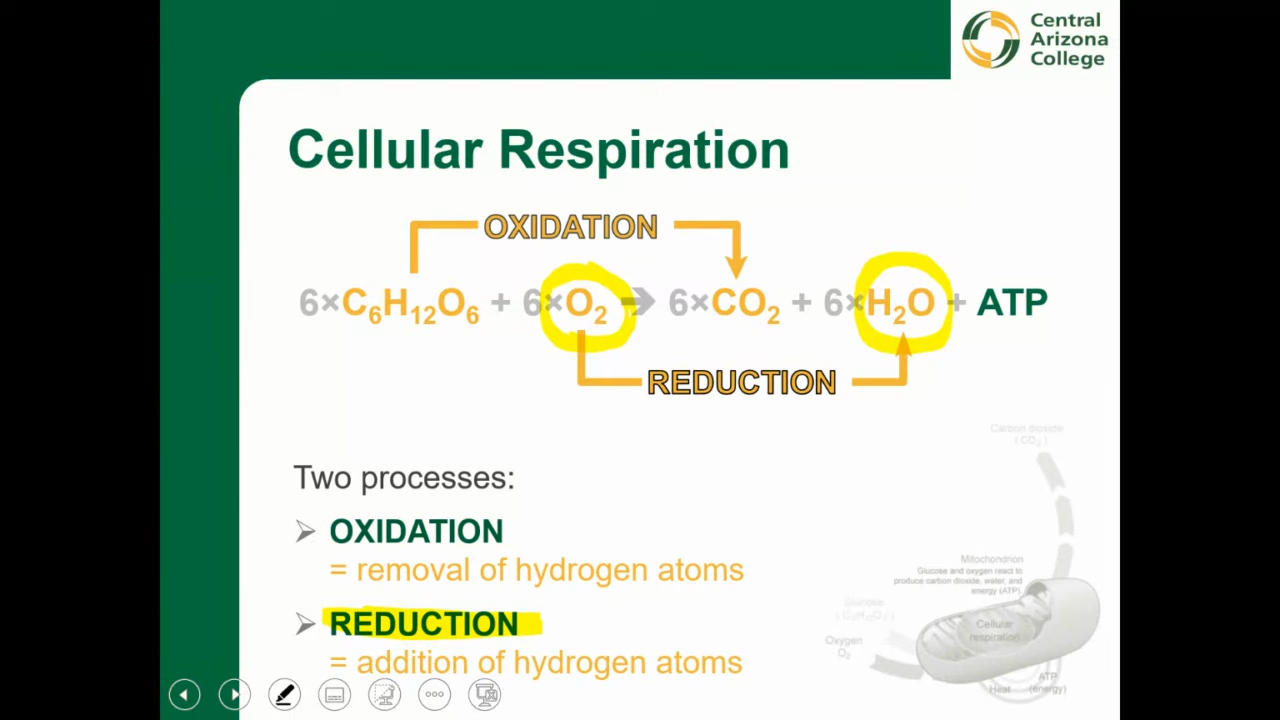 Central
Arizona
College
Cellular Respiration
OXIDATION
6×C₆H₁₂O₆ + 6×O₂ → 6×CO₂ + 6×H₂O + ATP
REDUCTION
Carbon dioxide
(CO₂)
Two processes:
➢ OXIDATION
= removal of hydrogen atoms
➢ REDUCTION
= addition of hydrogen atoms
Mitochondrion
Glucose and oxygen react to
produce carbon dioxide, water, and
energy (ATP).
Glucose
(C₆H₁₂O₆)
Oxygen
O₂
Cellular
respiration
Heat
ATP
(energy)